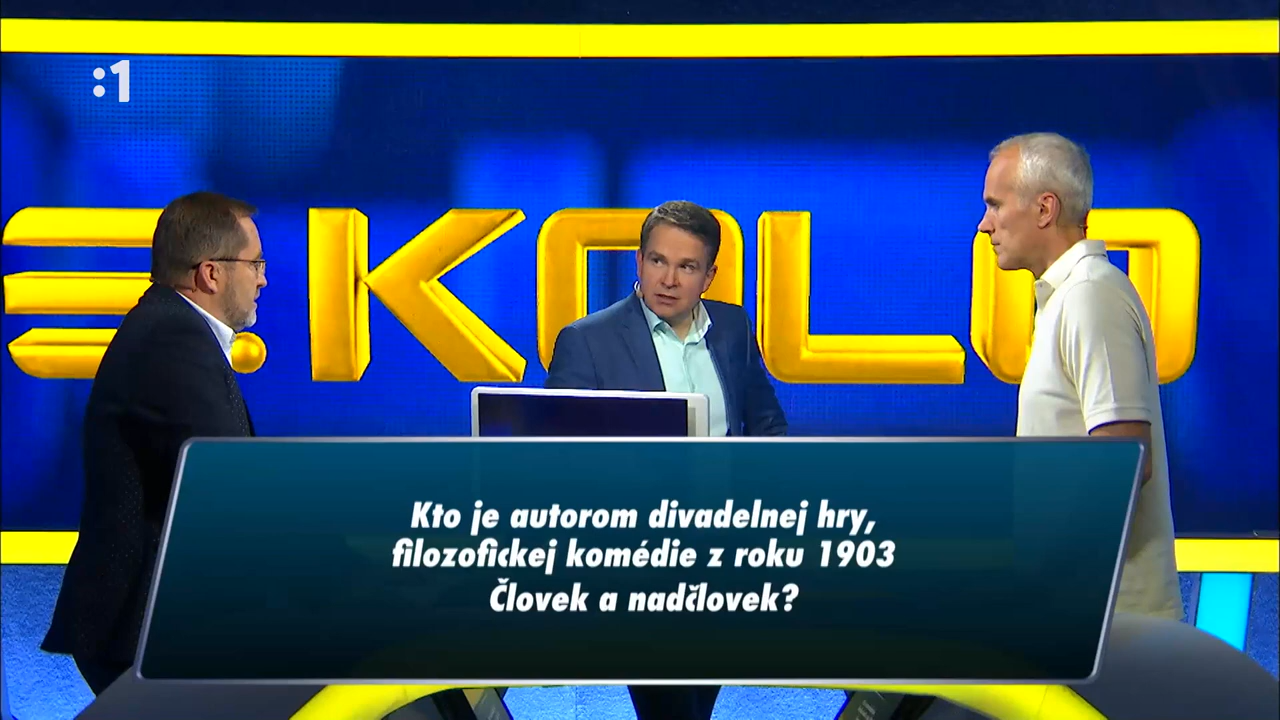 :1
E.KOLO
Kto je autorom divadelnej hry,
filozofickej komédie z roku 1903
Človek a nadčlovek?